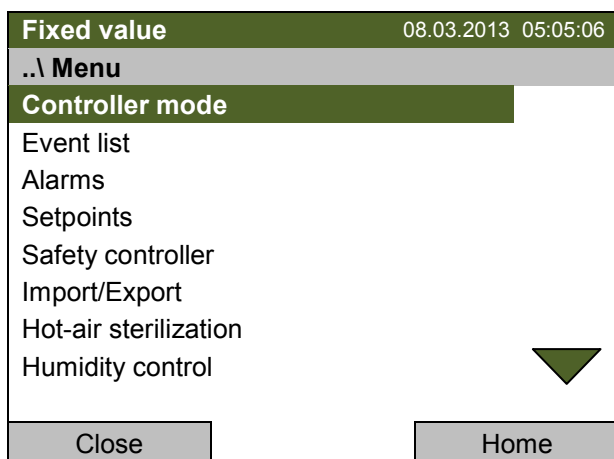 Fixed value 08.03.2013 05:05:06
..\ Menu
Controller mode
Event list
Alarms
Setpoints
Safety controller
Import/Export
Hot-air sterilization
Humidity control
Close Home